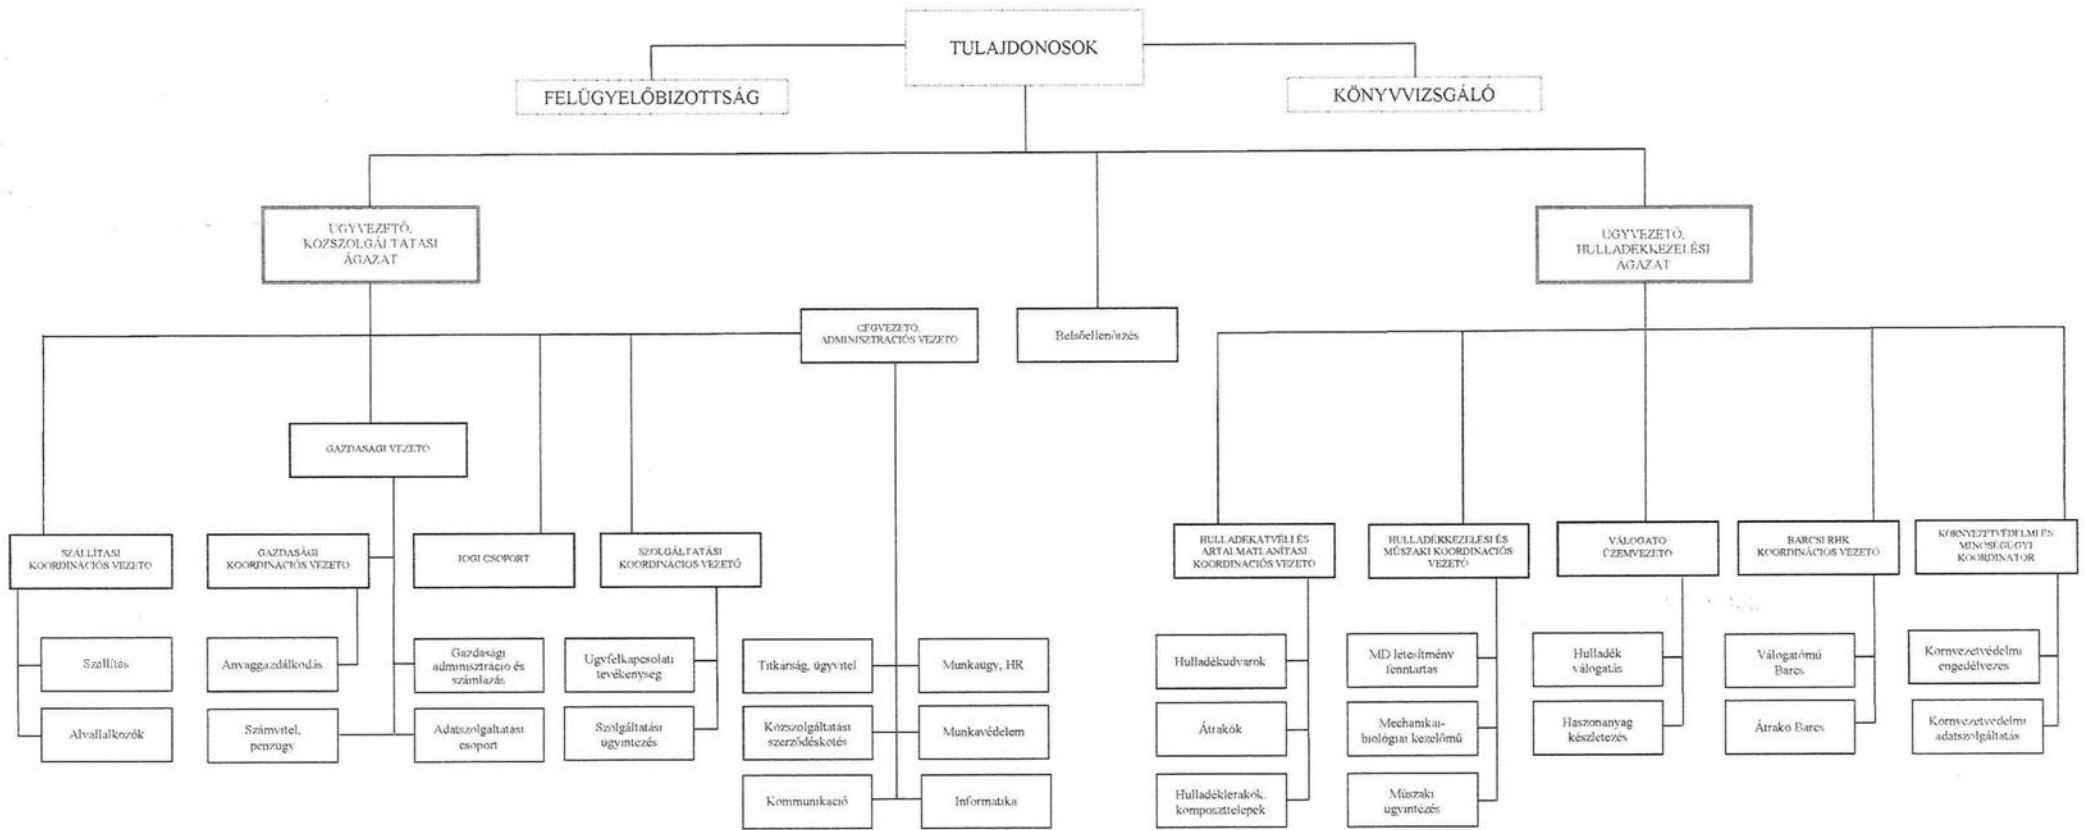 TULAJDONOSOK
FELÜGYELŐBIZOTTSÁG
KÖNYVVIZSGÁLÓ
ÜGYVEZETŐ,
KÖZSZOLGÁLTATÁSI
ÁGAZAT
ÜGYVEZETŐ,
HULLADÉKKEZELÉSI
ÁGAZAT
CÉGVEZETŐ,
ADMINISZTRÁCIÓS VEZETŐ
Belsőellenőrzés
GAZDASÁGI VEZETŐ
SZÁLLÍTÁSI
KOORDINÁCIÓS VEZETŐ
GAZDASÁGI
KOORDINÁCIÓS VEZETŐ
JOGI CSOPORT
SZOLGÁLTATÁSI
KOORDINÁCIÓS VEZETŐ
HULLADÉKÁTVÉLI ÉS
ÁRTALMATLANÍTÁSI
KOORDINÁCIÓS VEZETŐ
HULLADÉKKEZELÉSI ÉS
MŰSZAKI KOORDINÁCIÓS
VEZETŐ
VÁLOGATÓ
ÜZEMVEZETŐ
BARCSI RHK
KOORDINÁCIÓS VEZETŐ
KÖRNYEZETVÉDELMI ÉS
MINŐSÉGÜGYI
KOORDINÁTOR
Szállítás
Anyaggazdálkodás
Gazdasági
adminisztráció és
számlázás
Ügyfélkapcsolati
tevékenység
Titkárság, ügyvitel
Munkaügy, HR
Hulladékudvarok
MD létesítmény
fenntartás
Hulladék
válogatás
Válogatómű
Barcs
Környezetvédelmi
engedélyezés
Alvállalkozók
Számvitel,
pénzügy
Adatszolgáltatási
csoport
Szolgáltatási
ügyintézés
Közszolgáltatási
szerződéskötés
Munkavédelem
Átrakók
Mechanikai-
biológiai kezelőmű
Haszonanyag
készletezés
Átrakó Barcs
Környezetvédelmi
adatszolgáltatás
Kommunikáció
Informatika
Hulladéklerakók,
komposzttelepek
Műszaki
ügyintézés